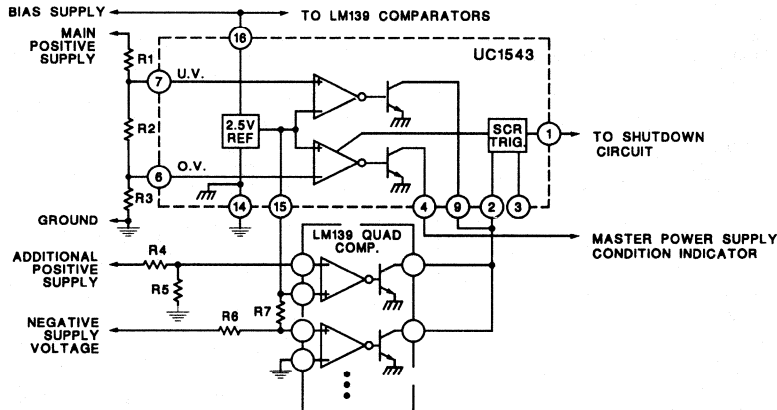 BIAS SUPPLY
TO LM139 COMPARATORS
MAIN
POSITIVE
SUPPLY
16
UC1543
R1
7
U.V.
+
-
2.5V
REF
R2
SCR
TRIG.
1
TO SHUTDOWN
CIRCUIT
+
-
6
O.V.
R3
GROUND
14
15
4
9
2
3
LM139 QUAD
COMP.
MASTER POWER SUPPLY
CONDITION INDICATOR
ADDITIONAL
POSITIVE
SUPPLY
R4
R5
-
+
R7
NEGATIVE
SUPPLY
VOLTAGE
R6
+
-